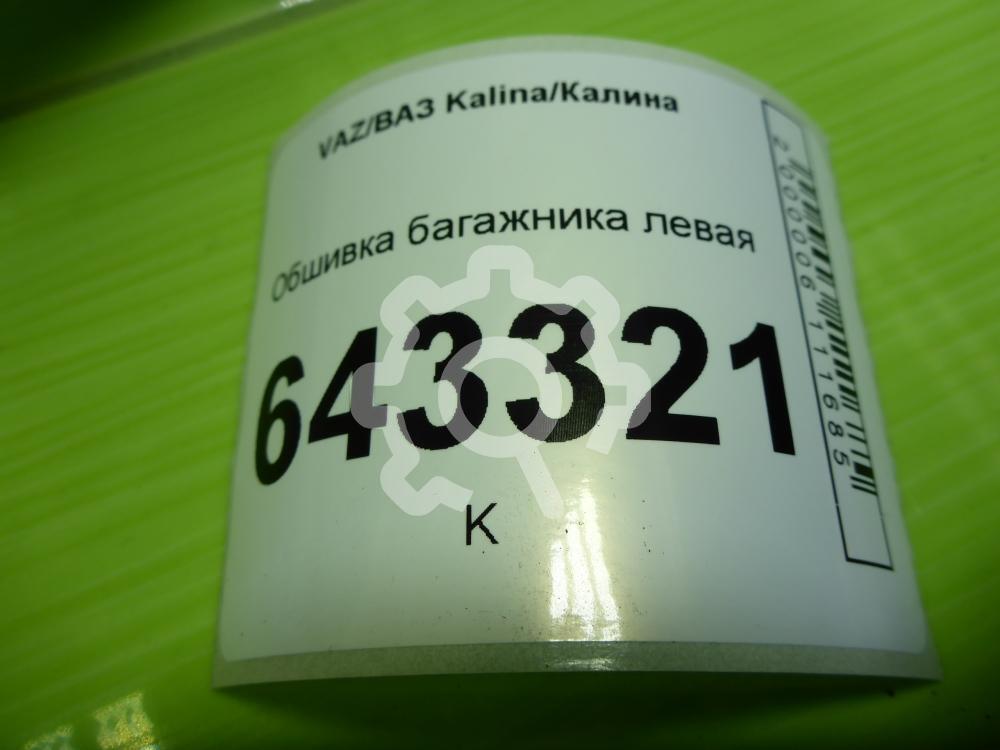 VAZ/ВАЗ Kalina/Калина
Обшивка багажника левая
643321
К
2000006111685